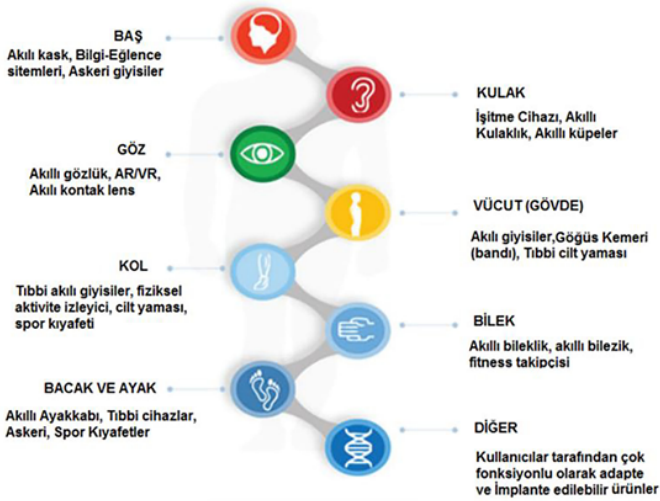 BAŞ
Akılı kask, Bilgi-Eğlence
sitemleri, Askeri giyisiler
KULAK
İşitme Cihazı, Akıllı
Kulaklık, Akıllı küpeler
GÖZ
Akıllı gözlük, AR/VR,
Akılı kontak lens
VÜCUT (GÖVDE)
Akılı giyisiler,Göğüs Kemeri
(bandı), Tıbbi cilt yaması
KOL
Tıbbi akılı giyisiler, fiziksel
aktivite izleyici, cilt yaması,
spor kıyafeti
BİLEK
Akıllı bileklik, akıllı bilezik,
fitness takipçisi
BACAK VE AYAK
Akıllı Ayakkabı, Tıbbi cihazlar,
Askeri, Spor Kıyafetler
DİĞER
Kullanıcılar tarafından çok
fonksiyonlu olarak adapte
ve İmplante edilebilir ürünler